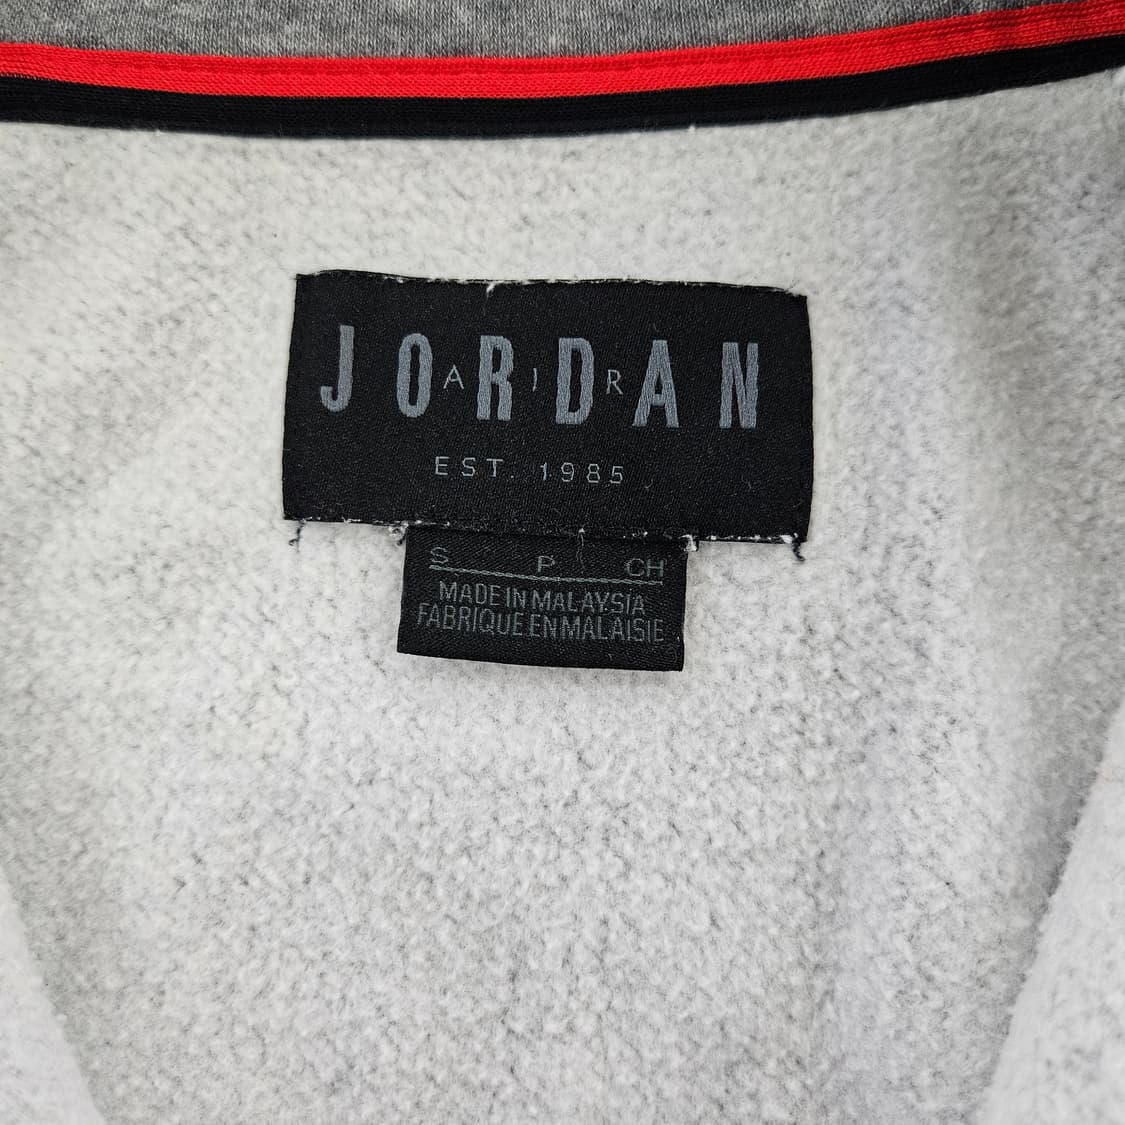 JORDAN
AIR
EST. 1985
S P CH
MADE IN MALAYSIA
FABRIQUE EN MALAISIE